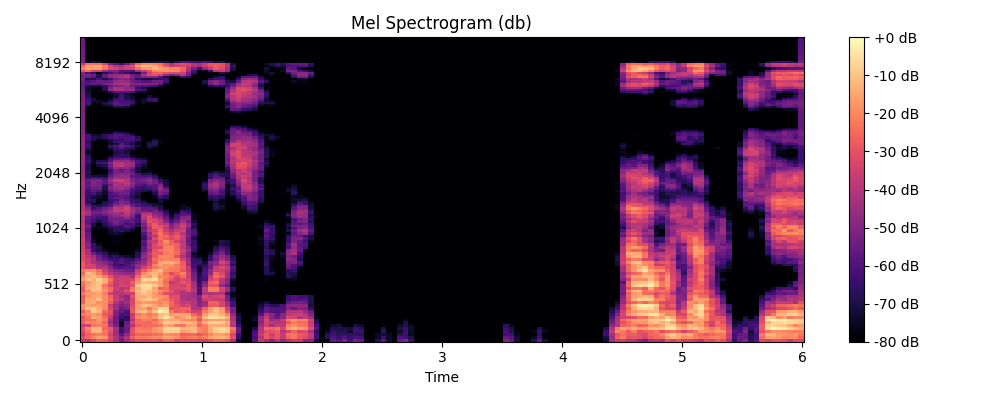 Mel Spectrogram (db)
8192
4096
2048
1024
512
0
Hz
0 1 2 3 4 5 6
Time
+0 dB
-10 dB
-20 dB
-30 dB
-40 dB
-50 dB
-60 dB
-70 dB
-80 dB